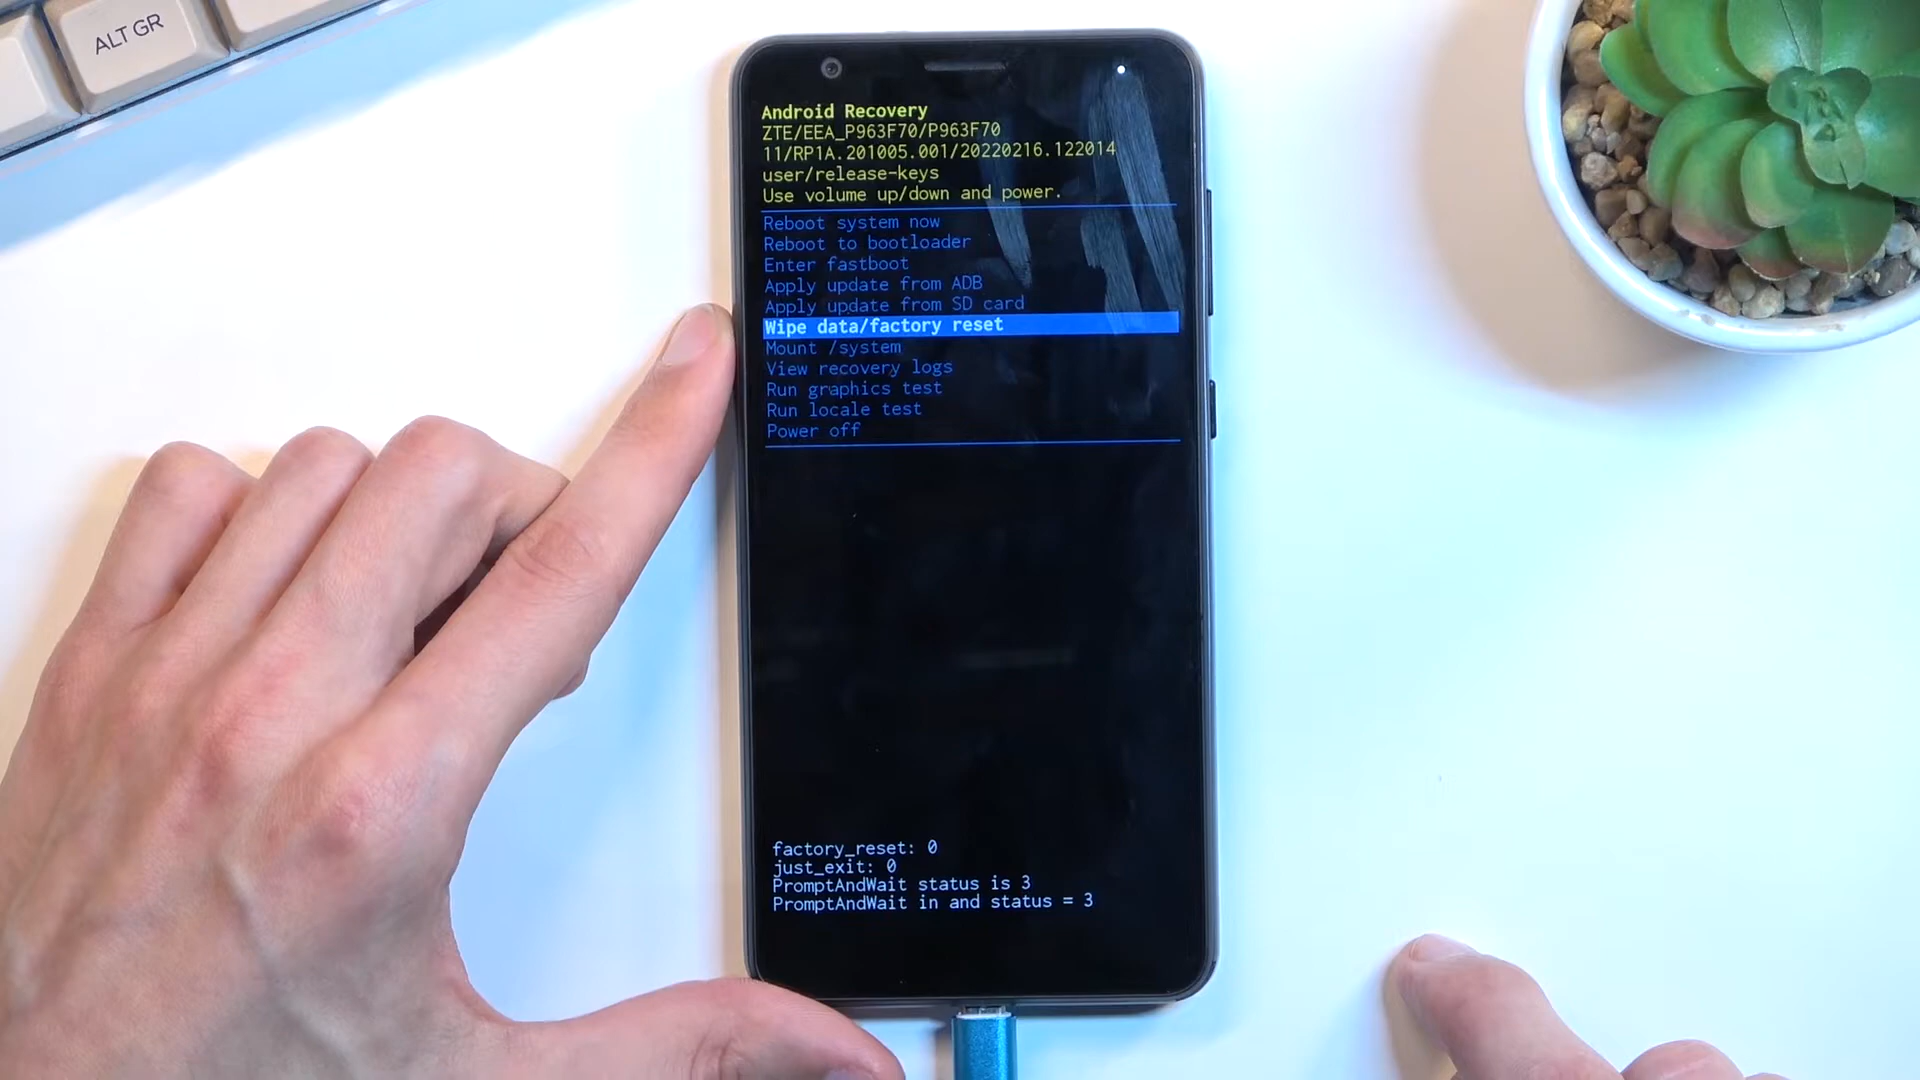 ALT GR
Android Recovery
ZTE/EEA_P963F70/P963F70
11/RP1A.201005.001/20220216.122014
user/release-keys
Use volume up/down and power.
Reboot system now
Reboot to bootloader
Enter fastboot
Apply update from ADB
Apply update from SD card
Wipe data/factory reset
Mount /system
View recovery logs
Run graphics test
Run locale test
Power off
factory_reset: 0
just_exit: 0
PromptAndWait status is 3
PromptAndWait in and status = 3